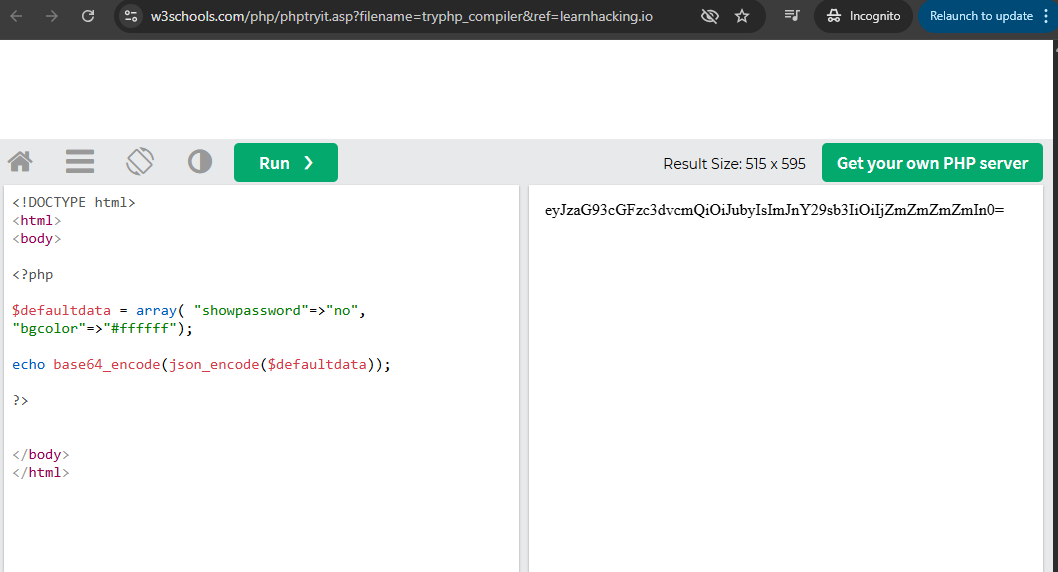 w3schools.com/php/phptryit.asp?filename=tryphp_compiler&ref=learnhacking.io
Incognito
Relaunch to update
Run ❯
Result Size: 515 x 595
Get your own PHP server
<!DOCTYPE html>
<html>
<body>
<?php
$defaultdata = array( "showpassword"=>"no",
"bgcolor"=>"#ffffff");
echo base64_encode(json_encode($defaultdata));
?>
</body>
</html>
eyJzaG93cGFzc3dvcmQiOiJubyIsImJnY29sb3IiOiIjZmZmZmZmIn0=